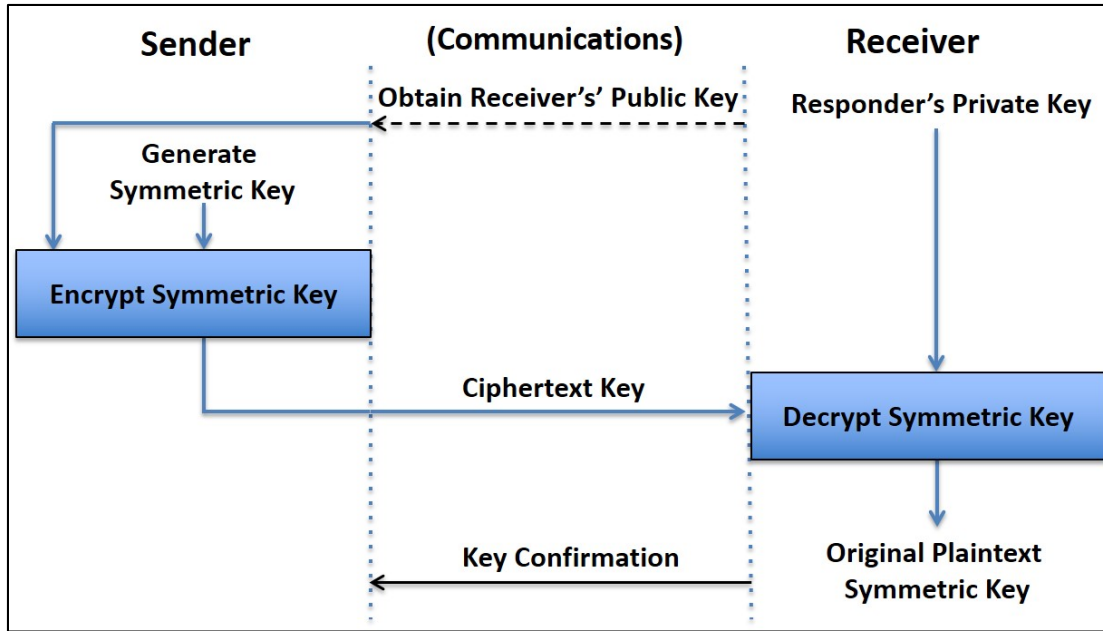 Sender
(Communications)
Receiver
Obtain Receiver's' Public Key
Responder's Private Key
Generate
Symmetric Key
Encrypt Symmetric Key
Ciphertext Key
Decrypt Symmetric Key
Key Confirmation
Original Plaintext
Symmetric Key